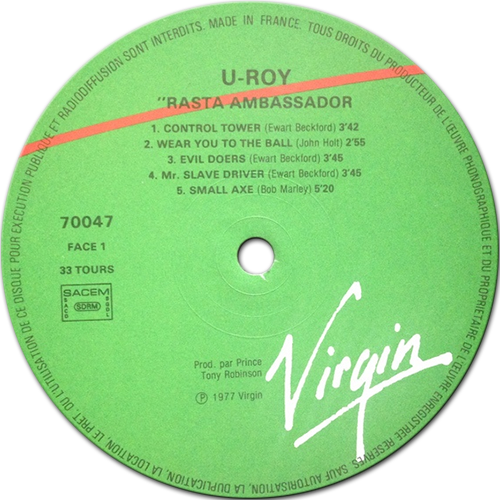 MADE IN FRANCE. TOUS DROITS DU PRODUCTEUR DE L'ŒUVRE PHONOGRAPHIQUE ET DU PROPRIETAIRE DE L'ŒUVRE ENREGISTREE RESERVES. SAUF AUTORISATION, LA DUPLICATION, LA LOCATION, LE PRET, OU L'UTILISATION DE CE DISQUE POUR EXECUTION PUBLIQUE ET RADIODIFFUSION SONT INTERDITS.
U-ROY
"RASTA AMBASSADOR
1. CONTROL TOWER (Ewart Beckford) 3'42
2. WEAR YOU TO THE BALL (John Holt) 2'55
3. EVIL DOERS (Ewart Beckford) 3'45
4. Mr. SLAVE DRIVER (Ewart Beckford) 3'45
5. SMALL AXE (Bob Marley) 5'20
70047
FACE 1
33 TOURS
SACEM
SACD
SDRM
SGDL
Prod. par Prince
Tony Robinson
Ⓟ 1977 Virgin
Virgin